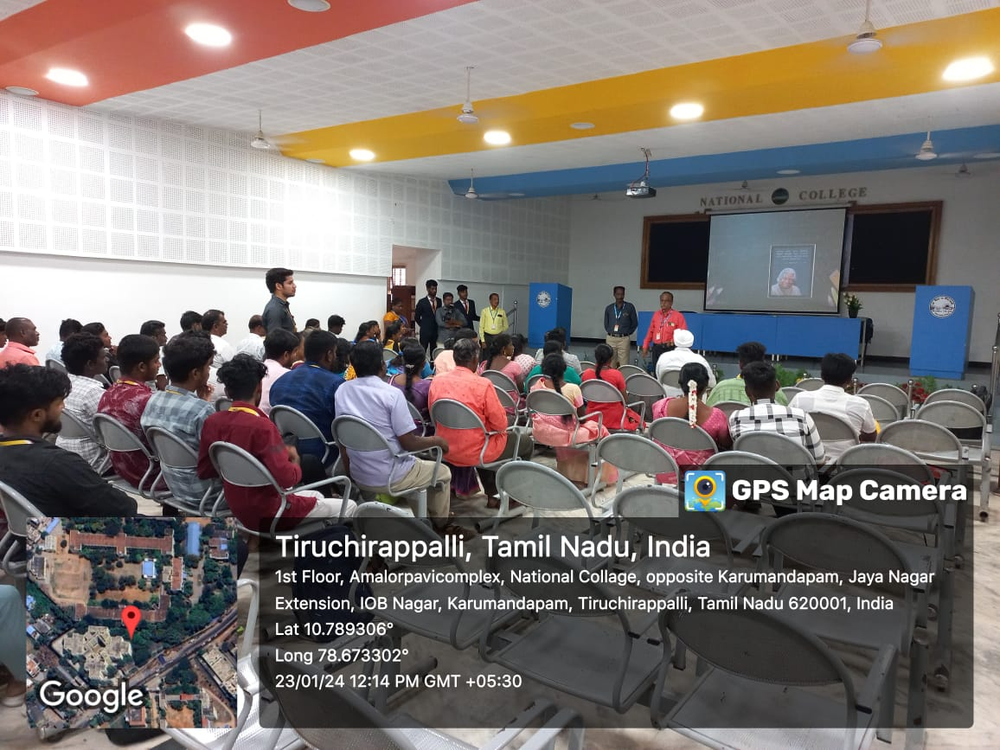 NATIONAL COLLEGE
GPS Map Camera
Tiruchirappalli, Tamil Nadu, India
1st Floor, Amalorpavicomplex, National Collage, opposite Karumandapam, Jaya Nagar
Extension, IOB Nagar, Karumandapam, Tiruchirappalli, Tamil Nadu 620001, India
Lat 10.789306°
Long 78.673302°
23/01/24 12:14 PM GMT +05:30
Google